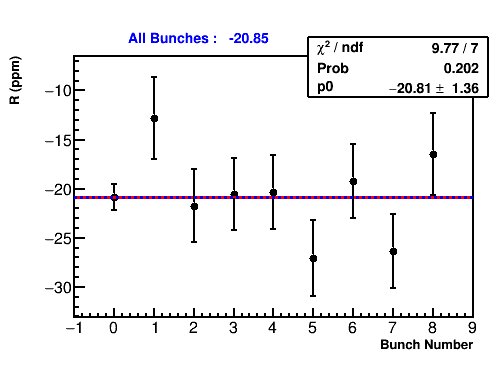 All Bunches : -20.85
χ² / ndf 9.77 / 7
Prob 0.202
p0 −20.81 ± 1.36
R (ppm)
−10
−15
−20
−25
−30
−1 0 1 2 3 4 5 6 7 8 9
Bunch Number